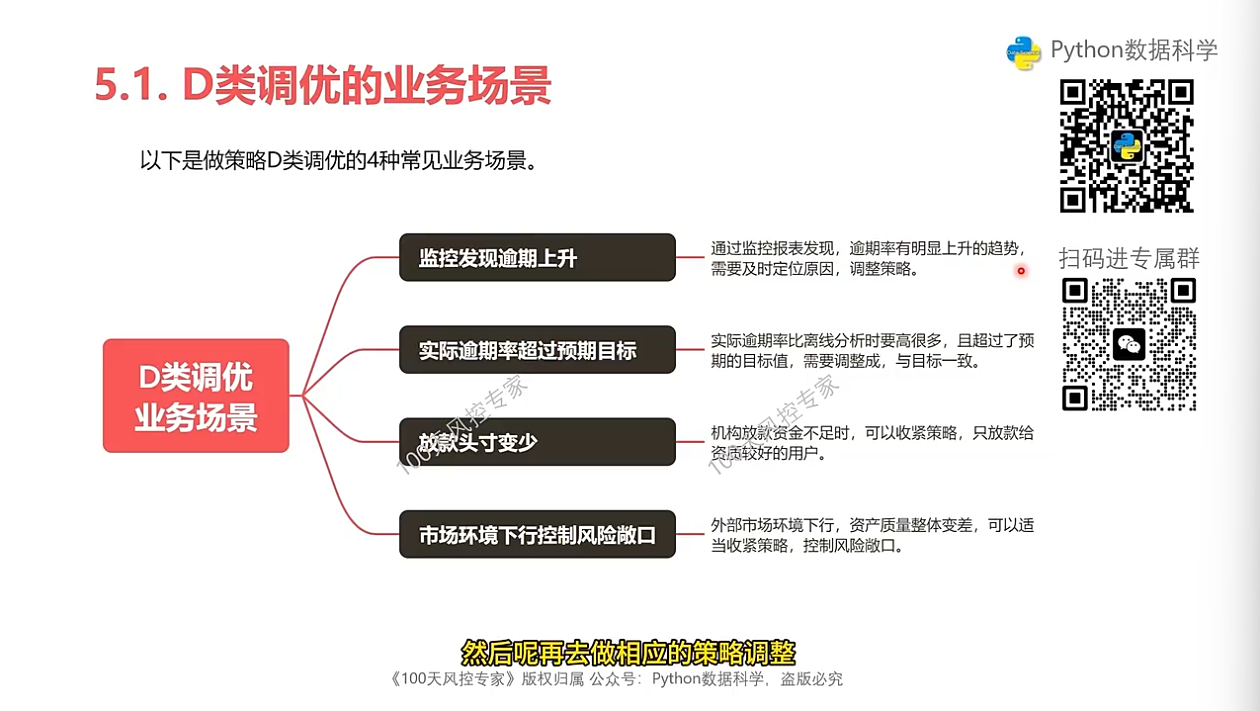 Python数据科学
5.1. D类调优的业务场景
以下是做策略D类调优的4种常见业务场景。
扫码进专属群
D类调优
业务场景
监控发现逾期上升
通过监控报表发现，逾期率有明显上升的趋势，
需要及时定位原因，调整策略。
实际逾期率超过预期目标
实际逾期率比离线分析时要高很多，且超过了预
期的目标值，需要调整成，与目标一致。
放款头寸变少
机构放款资金不足时，可以收紧策略，只放款给
资质较好的用户。
市场环境下行控制风险敞口
外部市场环境下行，资产质量整体变差，可以适
当收紧策略，控制风险敞口。
100天风控专家
100天风控专家
然后呢再去做相应的策略调整
《100天风控专家》版权归属 公众号：Python数据科学，盗版必究